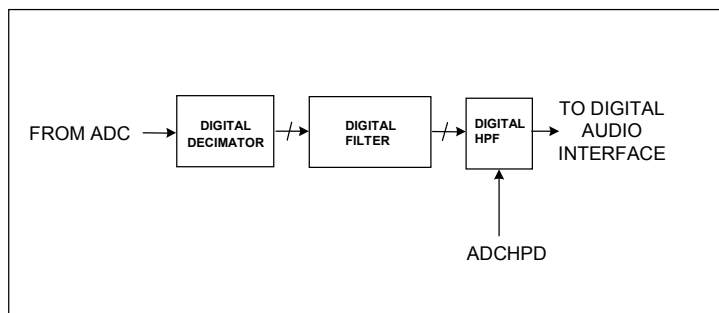 FROM ADC
DIGITAL
DECIMATOR
DIGITAL
FILTER
DIGITAL
HPF
TO DIGITAL
AUDIO
INTERFACE
ADCHPD